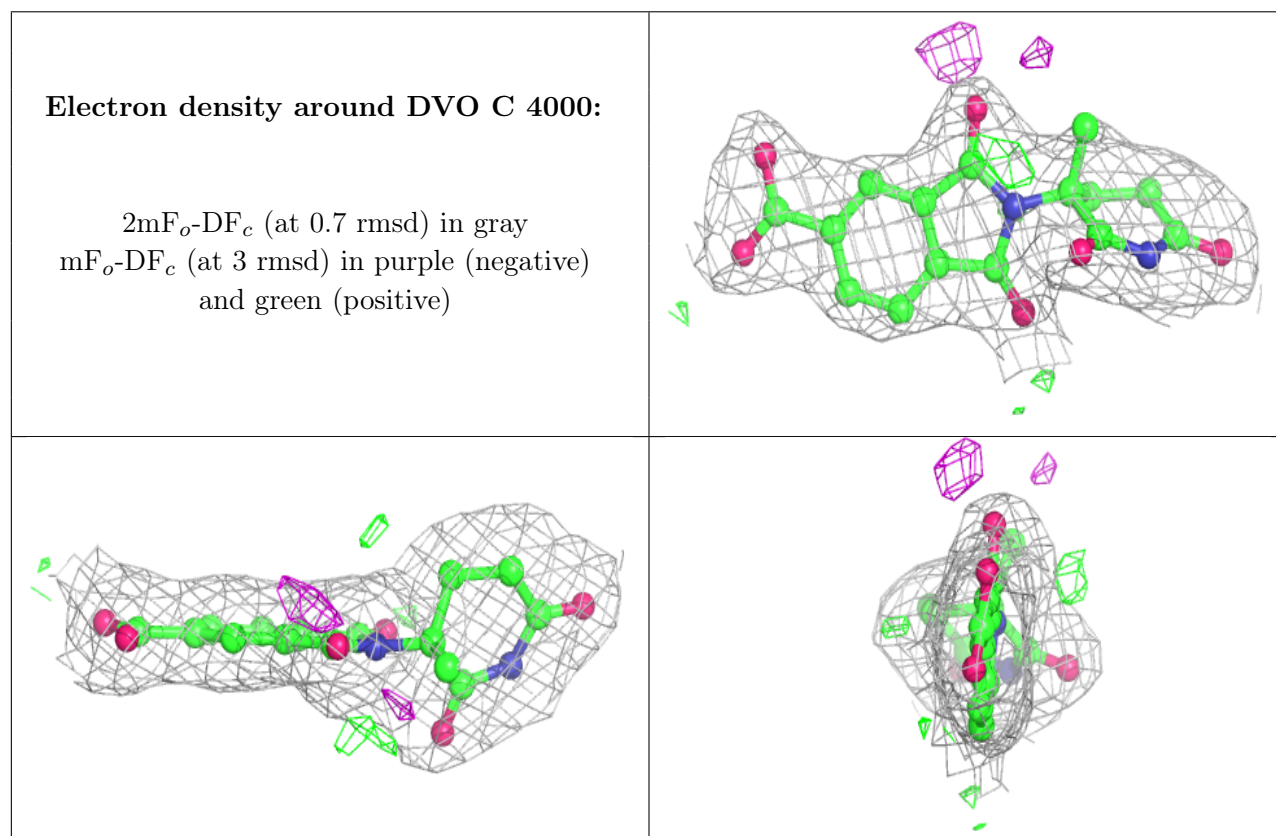 Electron density around DVO C 4000:
2mFₒ-DF𝒸 (at 0.7 rmsd) in gray
mFₒ-DF𝒸 (at 3 rmsd) in purple (negative)
and green (positive)